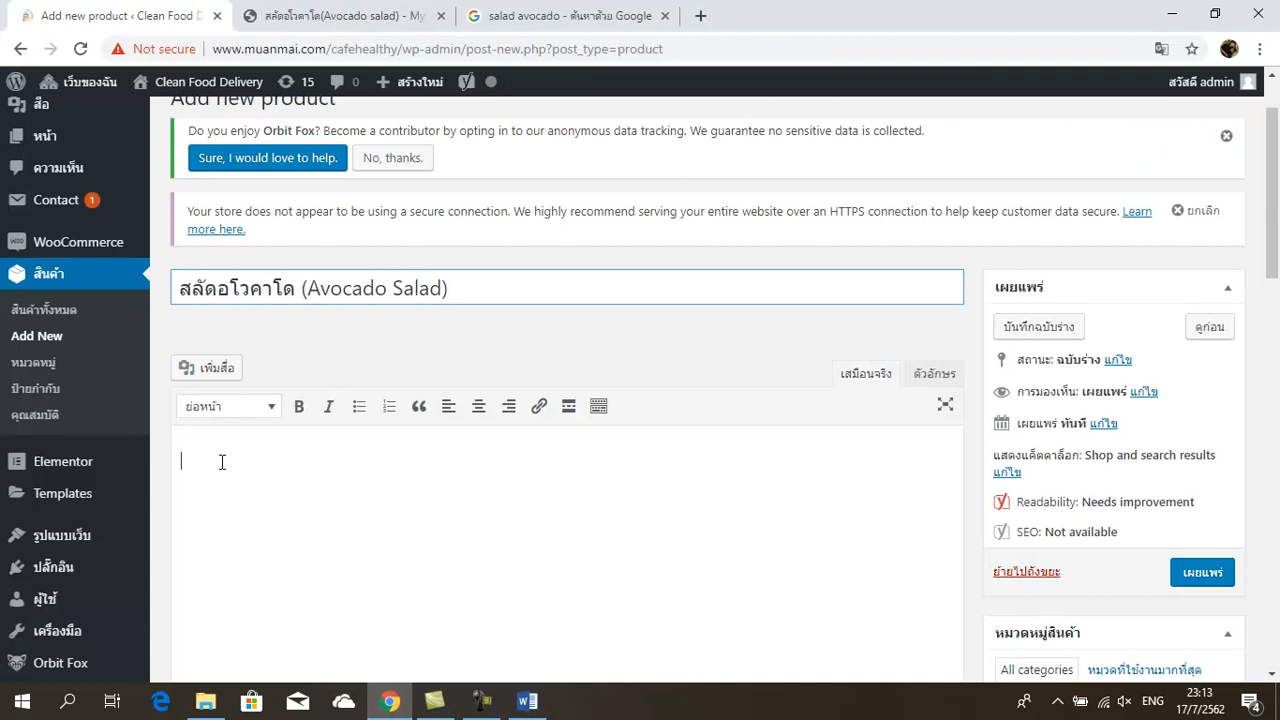 Add new product ‹ Clean Food D
สลัดอโวคาโด(Avocado salad) - My
salad avocado - ค้นหาด้วย Google
Not secure
www.muanmai.com/cafehealthy/wp-admin/post-new.php?post_type=product
เว็บของฉัน
Clean Food Delivery
15
0
สร้างใหม่
สวัสดี admin
สื่อ
หน้า
ความเห็น
Contact 1
WooCommerce
สินค้า
สินค้าทั้งหมด
Add New
หมวดหมู่
ป้ายกำกับ
คุณสมบัติ
Elementor
Templates
รูปแบบเว็บ
ปลั๊กอิน
ผู้ใช้
เครื่องมือ
Orbit Fox
Add new product
Do you enjoy Orbit Fox? Become a contributor by opting in to our anonymous data tracking. We guarantee no sensitive data is collected.
Sure, I would love to help.
No, thanks.
Your store does not appear to be using a secure connection. We highly recommend serving your entire website over an HTTPS connection to help keep customer data secure. Learn
more here.
ยกเลิก
สลัดอโวคาโด (Avocado Salad)
เพิ่มสื่อ
เสมือนจริง
ตัวอักษร
ย่อหน้า
B
I
เผยแพร่
บันทึกฉบับร่าง
ดูก่อน
สถานะ: ฉบับร่าง แก้ไข
การมองเห็น: เผยแพร่ แก้ไข
เผยแพร่ ทันที แก้ไข
แสดงแค็ตตาล็อก: Shop and search results
แก้ไข
Readability: Needs improvement
SEO: Not available
ย้ายไปถังขยะ
เผยแพร่
หมวดหมู่สินค้า
All categories
หมวดที่ใช้งานมากที่สุด
ENG
23:13
17/7/2562
4